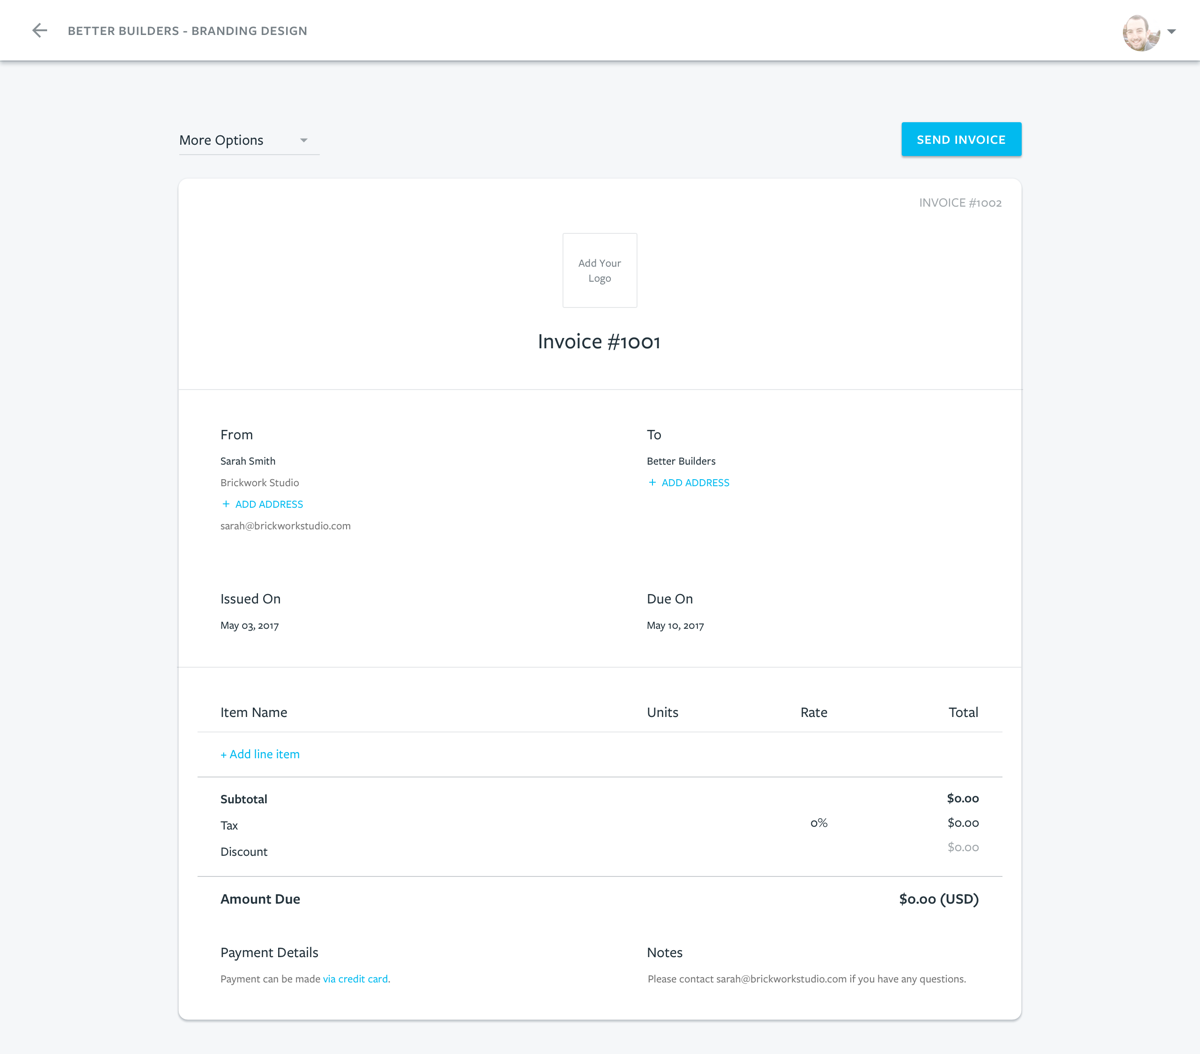 BETTER BUILDERS - BRANDING DESIGN
More Options
SEND INVOICE
INVOICE #1002
Add Your
Logo
Invoice #1001
From
To
Sarah Smith
Better Builders
Brickwork Studio
+ ADD ADDRESS
+ ADD ADDRESS
sarah@brickworkstudio.com
Issued On
Due On
May 03, 2017
May 10, 2017
Item Name Units Rate Total
+ Add line item
Subtotal $0.00
Tax 0% $0.00
Discount $0.00
Amount Due $0.00 (USD)
Payment Details
Notes
Payment can be made via credit card.
Please contact sarah@brickworkstudio.com if you have any questions.